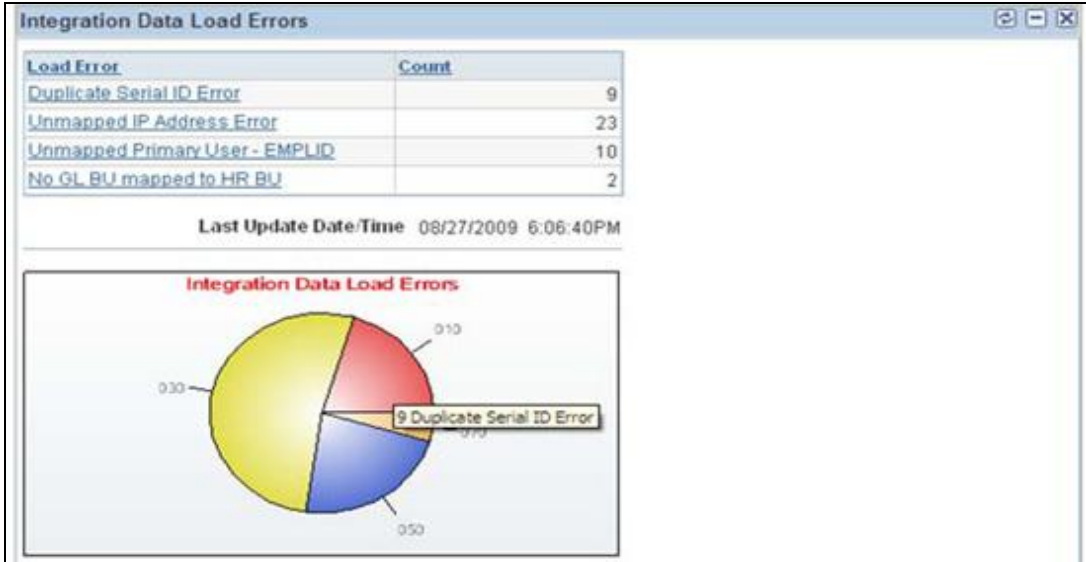 Integration Data Load Errors
Load Error Count
Duplicate Serial ID Error 9
Unmapped IP Address Error 23
Unmapped Primary User - EMPLID 10
No GL BU mapped to HR BU 2
Last Update Date/Time 08/27/2009 6:06:40PM
Integration Data Load Errors
010
030
9 Duplicate Serial ID Error
070
050